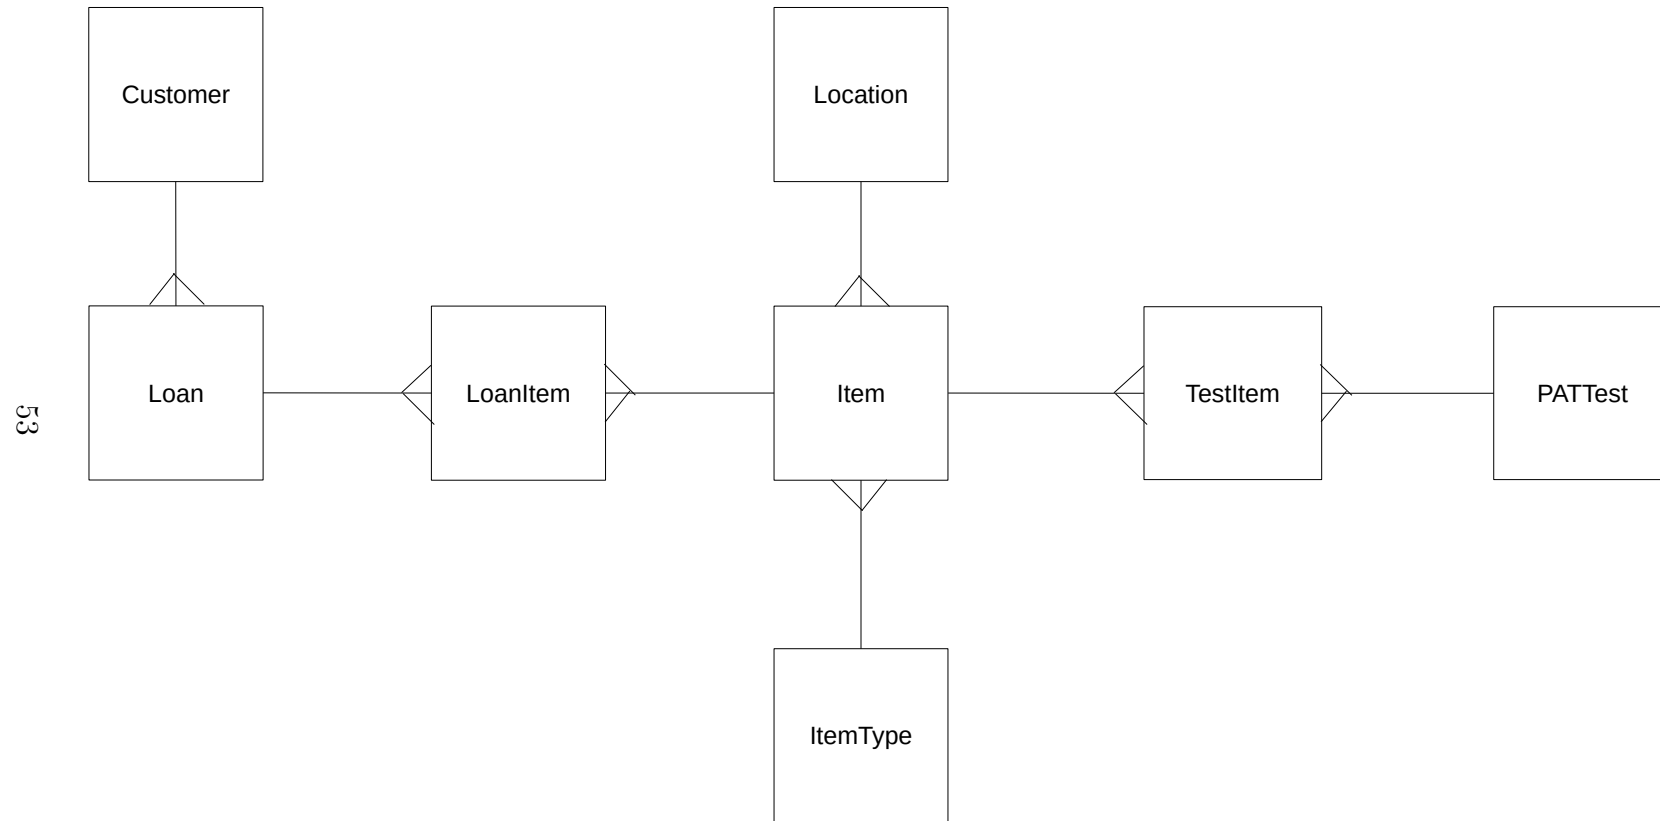 Customer
Location
Loan
LoanItem
Item
TestItem
PATTest
ItemType
53